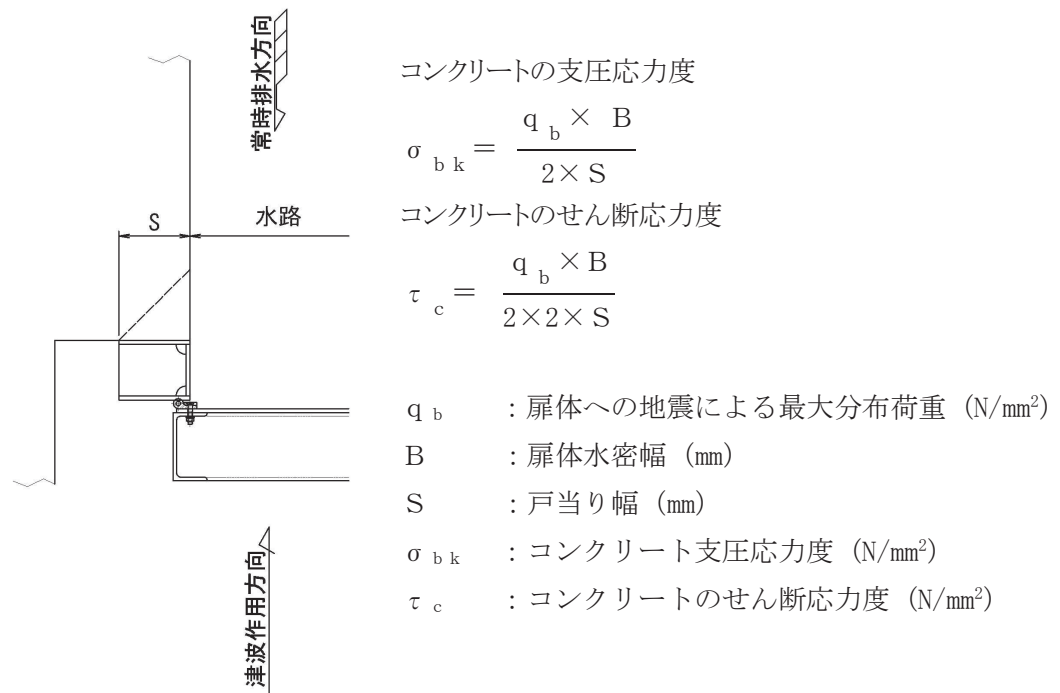 常時排水方向
コンクリートの支圧応力度
σbk = qb × B / 2×S
S
水路
コンクリートのせん断応力度
τc = qb × B / 2×2×S
qb : 扉体への地震による最大分布荷重 (N/mm²)
B : 扉体水密幅 (mm)
S : 戸当り幅 (mm)
σbk : コンクリート支圧応力度 (N/mm²)
τc : コンクリートのせん断応力度 (N/mm²)
津波作用方向